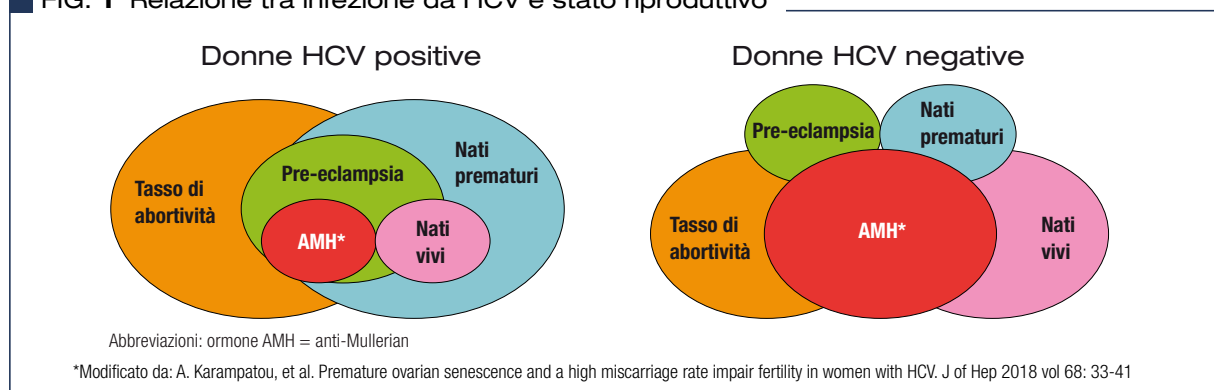 FIG. 1 Relazione tra infezione da HCV e stato riproduttivo
Donne HCV positive
Donne HCV negative
Tasso di
abortività
Pre-eclampsia
Nati
prematuri
AMH*
Nati
vivi
Pre-eclampsia
Nati
prematuri
Tasso di
abortività
AMH*
Nati
vivi
Abbreviazioni: ormone AMH = anti-Mullerian
*Modificato da: A. Karampatou, et al. Premature ovarian senescence and a high miscarriage rate impair fertility in women with HCV. J of Hep 2018 vol 68: 33-41